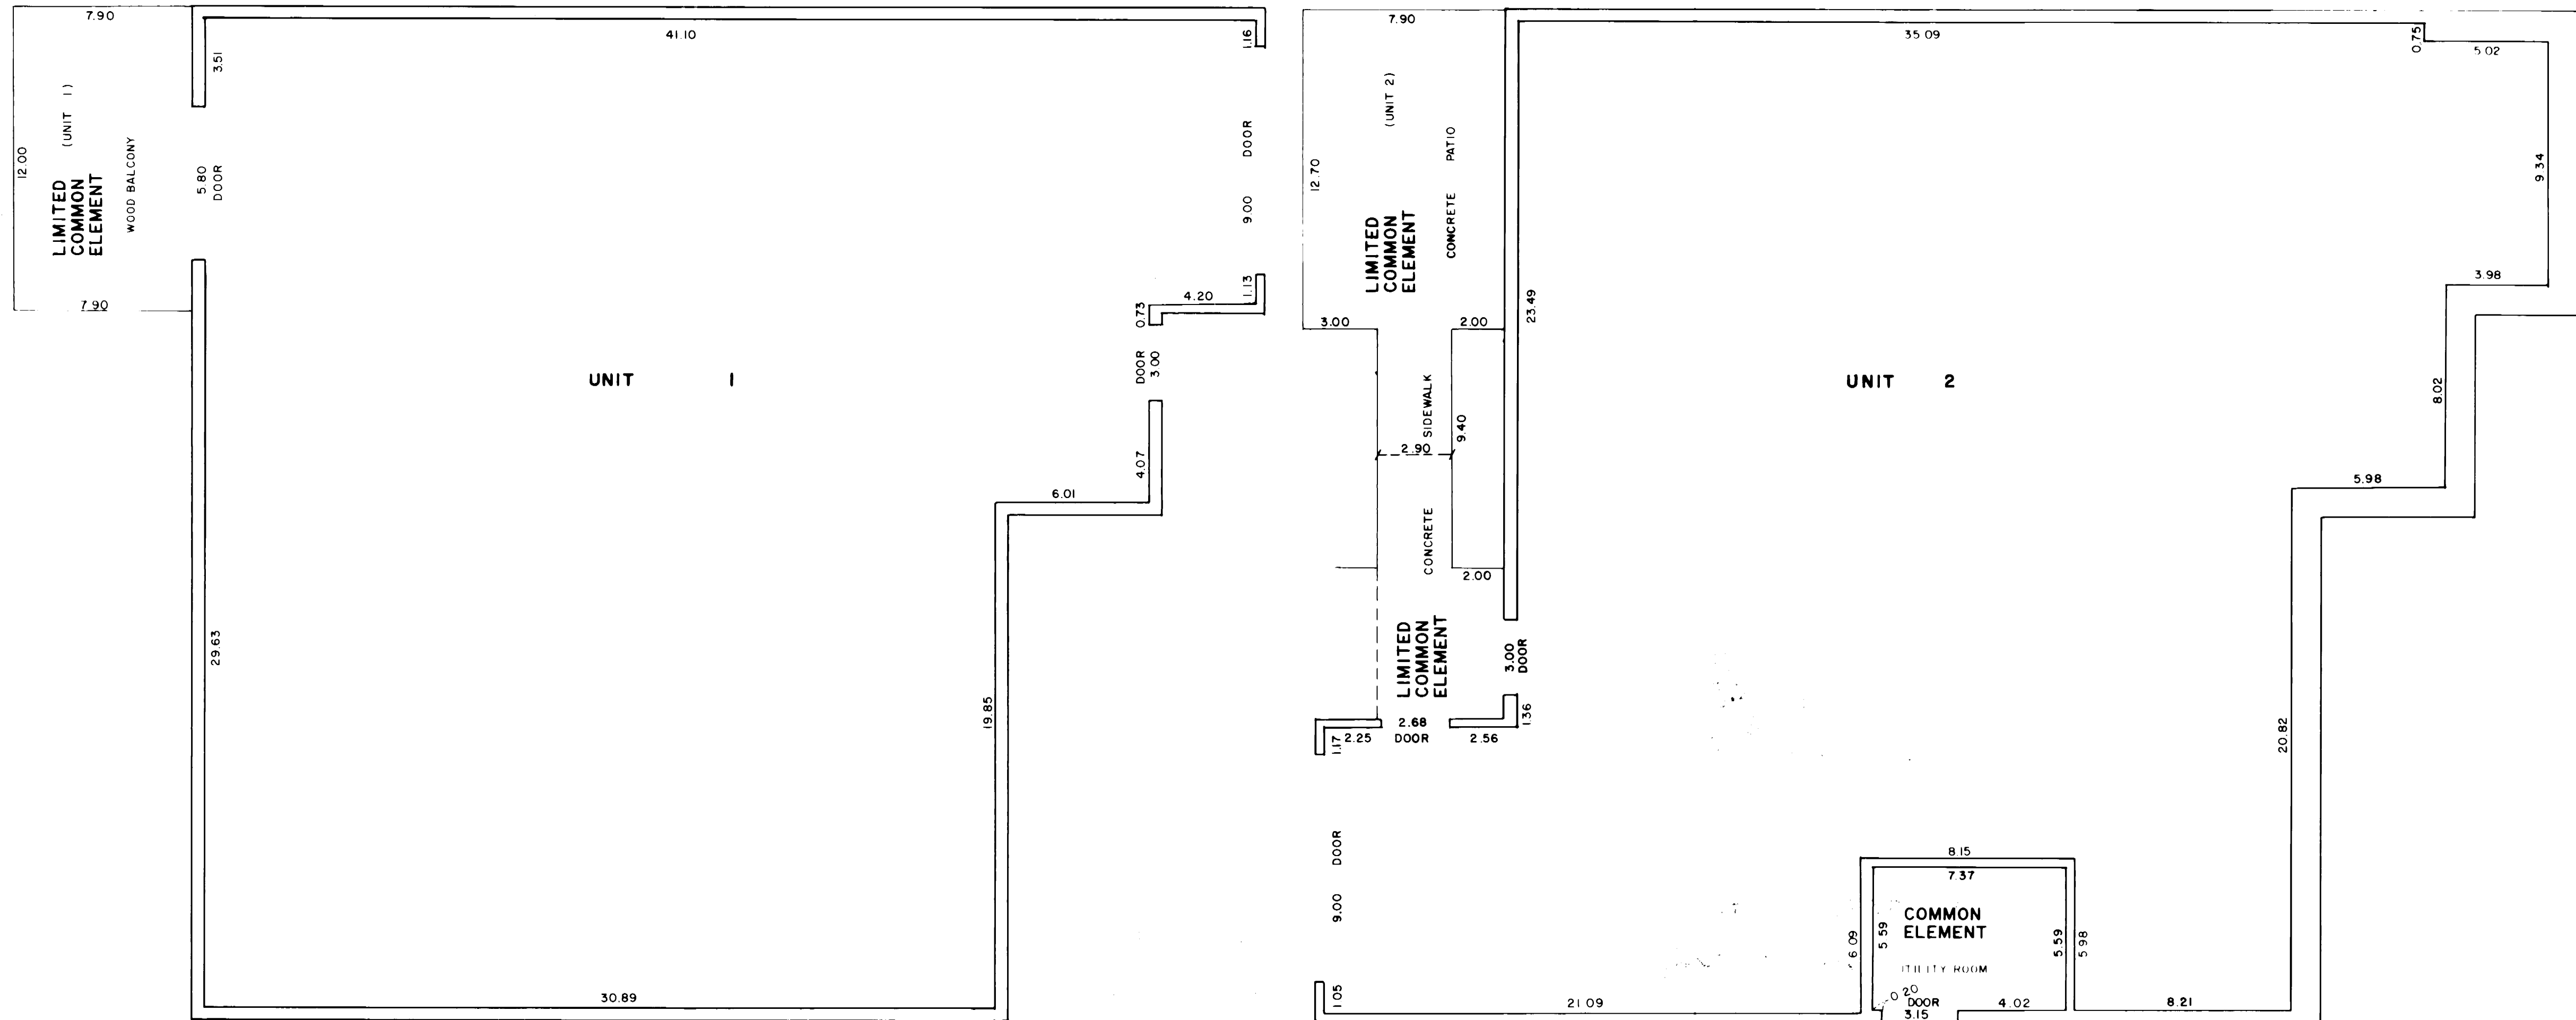 7.90
41.10
1.16
3.51
12.00
(UNIT 1)
LIMITED
COMMON
ELEMENT
WOOD BALCONY
5.80
DOOR
7.90
9.00 DOOR
1.13
4.20
0.73
DOOR
3.00
UNIT 1
4.07
6.01
29.63
19.85
30.89
7.90
35.09
0.75
5.02
(UNIT 2)
12.70
LIMITED
COMMON
ELEMENT
CONCRETE PATIO
9.34
3.98
3.00
2.00
23.49
UNIT 2
8.02
CONCRETE SIDEWALK
9.40
2.90
5.98
2.00
LIMITED
COMMON
ELEMENT
3.00
DOOR
1.36
2.68
DOOR
2.25
2.56
1.17
20.82
9.00 DOOR
8.15
7.37
COMMON
ELEMENT
6.09
5.59
5.59
5.98
UTILITY ROOM
1.05
21.09
0.20
DOOR
3.15
4.02
8.21